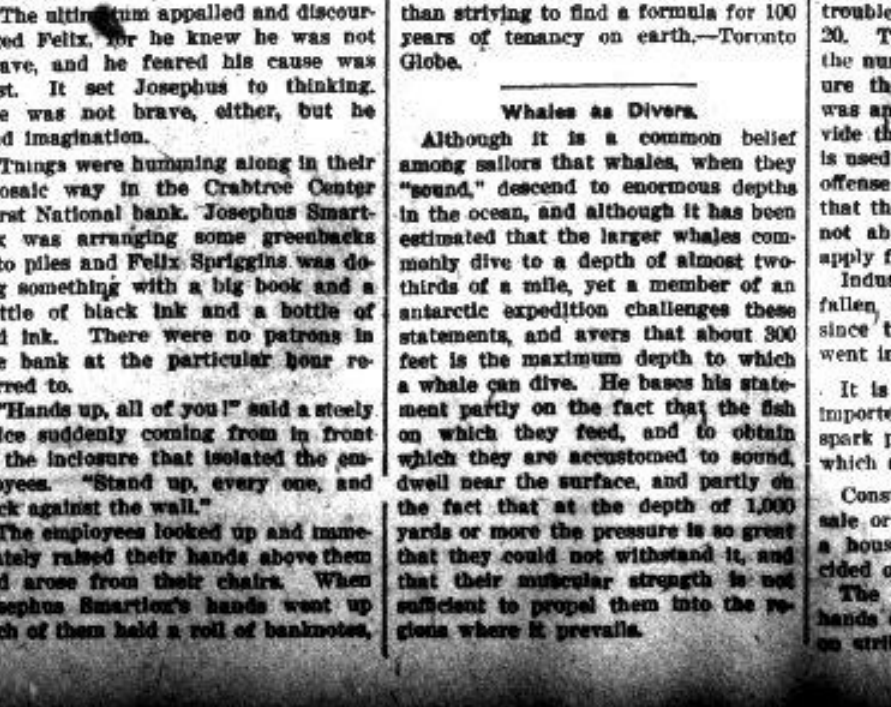 The ultimatum appalled and discour-
ed Felix, for he knew he was not
ave, and he feared his cause was
st. It set Josephus to thinking.
e was not brave, either, but he
d imagination.
Things were humming along in their
osaic way in the Crabtree Center
rst National bank. Josephus Smart-
x was arranging some greenbacks
to piles and Felix Spriggins was do-
g something with a big book and a
ttle of black ink and a bottle of
d ink. There were no patrons in
e bank at the particular hour re-
rred to.
"Hands up, all of you!" said a steely
ice suddenly coming from in front
the inclosure that isolated the em-
oyees. "Stand up, every one, and
ck against the wall."
The employees looked up and imme-
ately raised their hands above them
d arose from their chairs. When
sephus Smartlox's hands went up
ch of them held a roll of banknotes,
than striving to find a formula for 100
years of tenancy on earth.—Toronto
Globe.
Whales as Divers.
Although it is a common belief
among sailors that whales, when they
"sound," descend to enormous depths
in the ocean, and although it has been
estimated that the larger whales com-
monly dive to a depth of almost two-
thirds of a mile, yet a member of an
antarctic expedition challenges these
statements, and avers that about 300
feet is the maximum depth to which
a whale can dive. He bases his state-
ment partly on the fact that the fish
on which they feed, and to obtain
which they are accustomed to sound,
dwell near the surface, and partly on
the fact that at the depth of 1,000
yards or more the pressure is so great
that they could not withstand it, and
that their muscular strength is not
sufficient to propel them into the re-
gions where it prevails.
trouble
20. T
the nu
ure th
was ap
vide th
is used
offense
that th
not ab
apply f
Indu
fallen
since
went in
It is
importe
spark p
which
Cons
sale or
a hous
cided o
The
hands
on stri